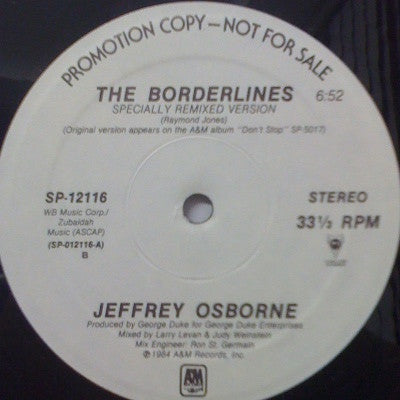 PROMOTION COPY—NOT FOR SALE
THE BORDERLINES 6:52
SPECIALLY REMIXED VERSION
(Raymond Jones)
(Original version appears on the A&M album "Don't Stop" SP 5017)
SP-12116
WB Music Corp./
Zubaidah
Music (ASCAP)
(SP-012116-A)
B
STEREO
33⅓ RPM
JEFFREY OSBORNE
Produced by George Duke for George Duke Enterprises
Mixed by Larry Levan & Judy Weinstein
Mix Engineer: Ron St. Germain
℗1984 A&M Records, Inc.
A&M